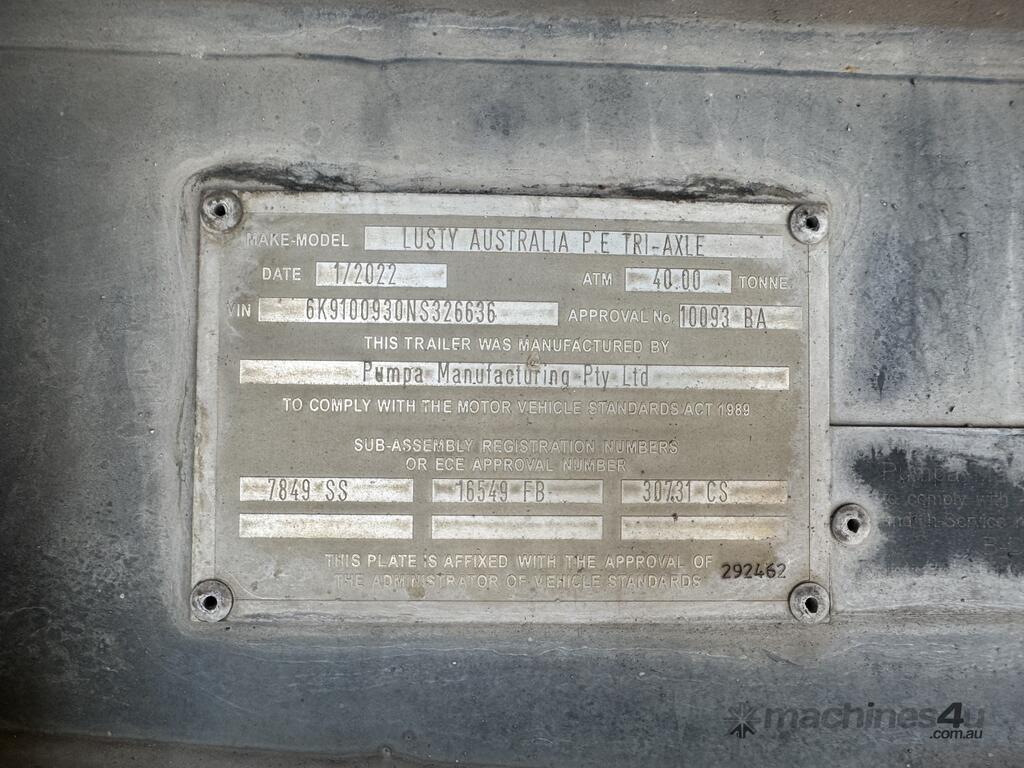 MAKE-MODEL LUSTY AUSTRALIA P.E TRI-AXLE
DATE 1/2022 ATM 40.00 TONNE
VIN 6K9100930NS326636 APPROVAL No. 10093 BA
THIS TRAILER WAS MANUFACTURED BY
Pumpa Manufacturing Pty Ltd
TO COMPLY WITH THE MOTOR VEHICLE STANDARDS ACT 1989
SUB-ASSEMBLY REGISTRATION NUMBERS
OR ECE APPROVAL NUMBER
7849 SS 16549 FB 30731 CS
THIS PLATE IS AFFIXED WITH THE APPROVAL OF
THE ADMINISTRATOR OF VEHICLE STANDARDS 292462
comply with
machines4u
.com.au